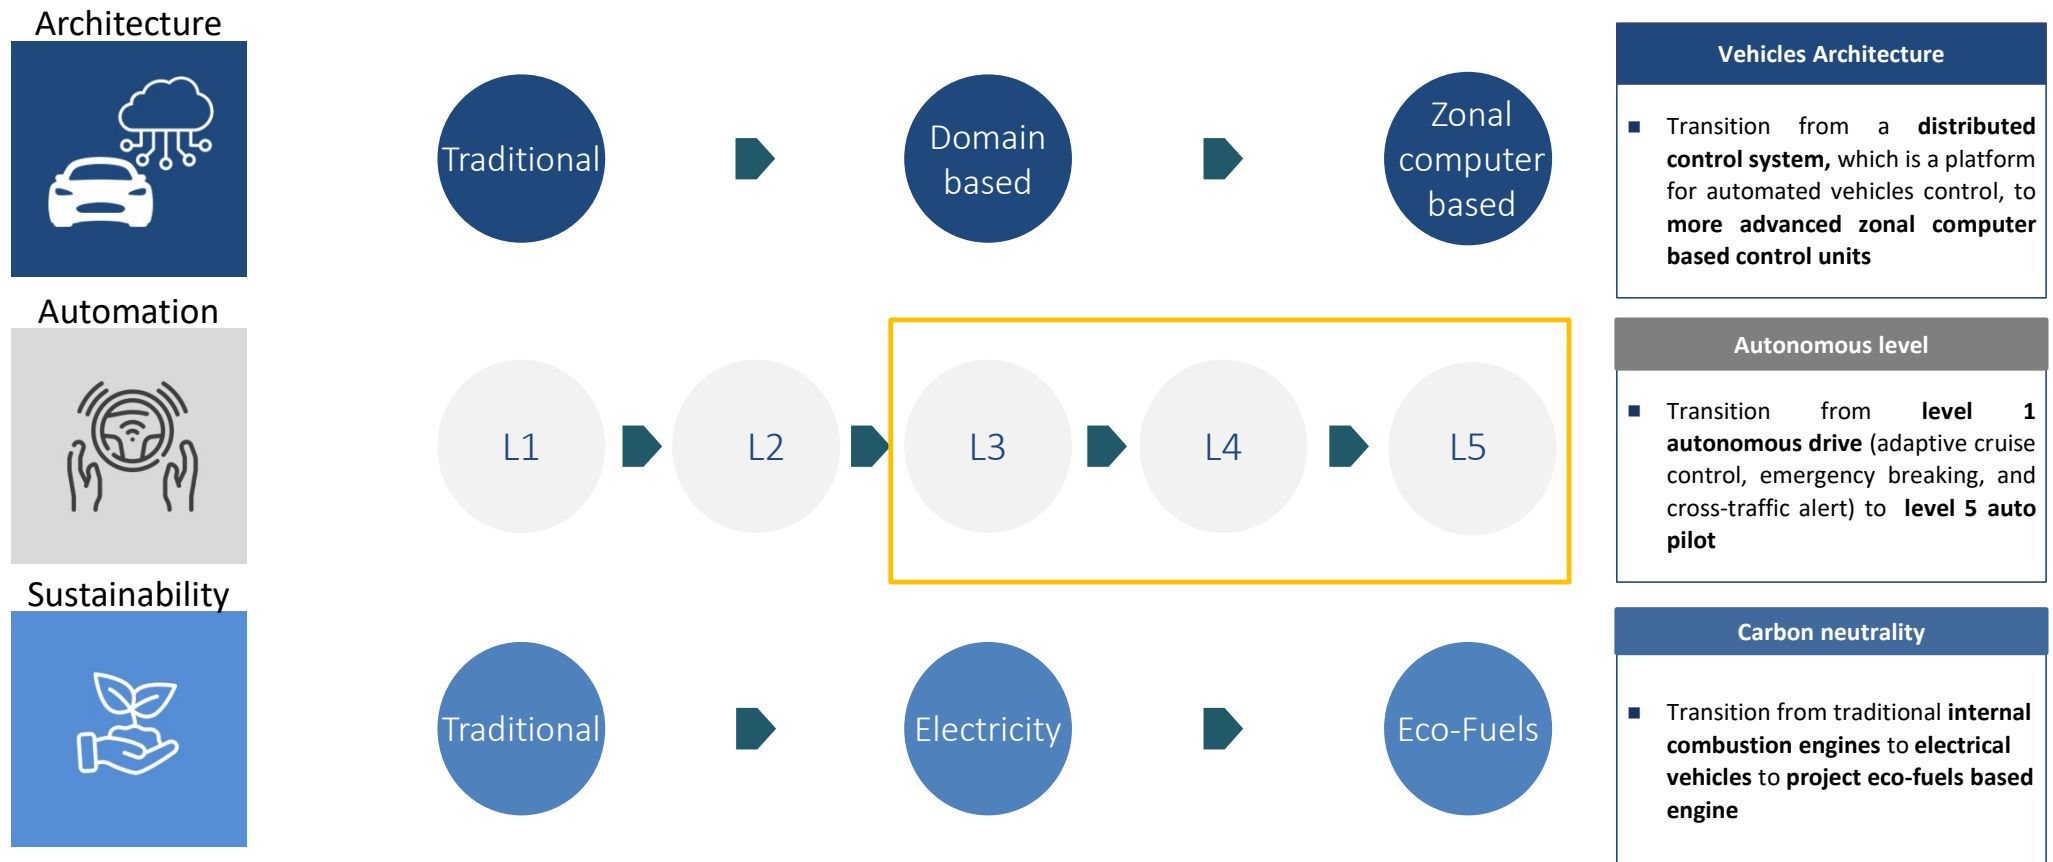 Architecture
Traditional
Domain
based
Zonal
computer
based
Vehicles Architecture
■ Transition from a distributed
control system, which is a platform
for automated vehicles control, to
more advanced zonal computer
based control units
Automation
L1
L2
L3
L4
L5
Autonomous level
■ Transition from level 1
autonomous drive (adaptive cruise
control, emergency breaking, and
cross-traffic alert) to level 5 auto
pilot
Sustainability
Traditional
Electricity
Eco-Fuels
Carbon neutrality
■ Transition from traditional internal
combustion engines to electrical
vehicles to project eco-fuels based
engine